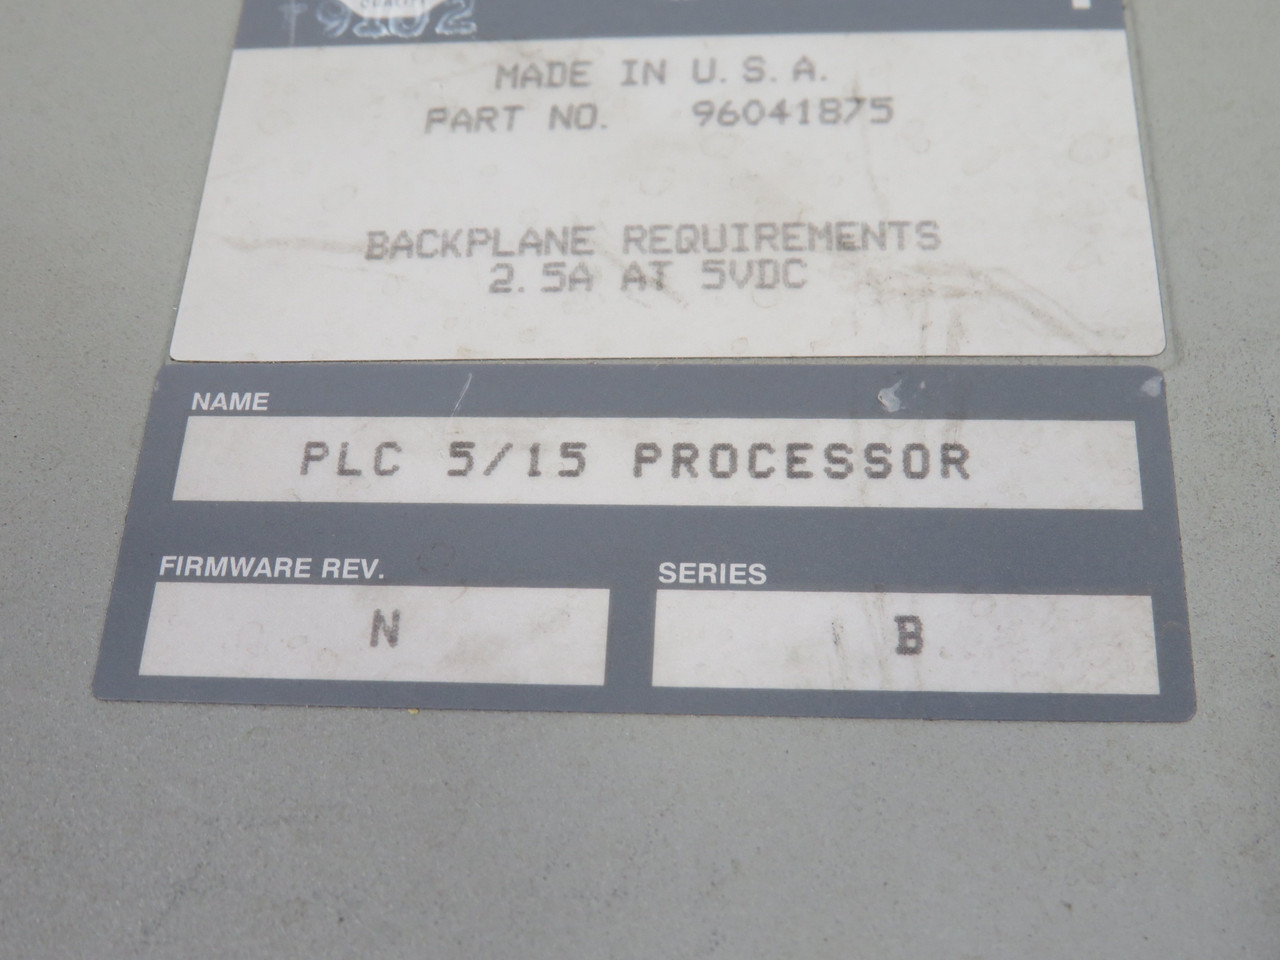 MADE IN U.S.A.
PART NO. 96041875
BACKPLANE REQUIREMENTS
2.5A AT 5VDC
NAME
PLC 5/15 PROCESSOR
FIRMWARE REV. SERIES
N B